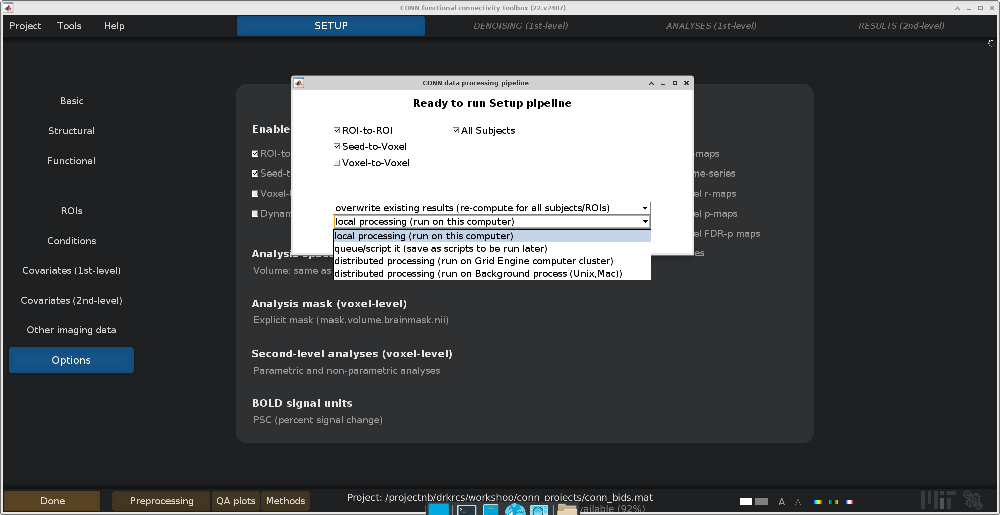 CONN functional connectivity toolbox (22.v2407)
Project Tools Help SETUP DENOISING (1st-level) ANALYSES (1st-level) RESULTS (2nd-level)
CONN data processing pipeline
Ready to run Setup pipeline
ROI-to-ROI All Subjects
Seed-to-Voxel
Voxel-to-Voxel
overwrite existing results (re-compute for all subjects/ROIs)
local processing (run on this computer)
local processing (run on this computer)
queue/script it (save as scripts to be run later)
distributed processing (run on Grid Engine computer cluster)
distributed processing (run on Background process (Unix,Mac))
Basic
Structural
Functional
ROIs
Conditions
Covariates (1st-level)
Covariates (2nd-level)
Other imaging data
Options
Enable
ROI-to
Seed-t
Voxel-
Dynam
-maps
me-series
el r-maps
el p-maps
el FDR-p maps
Analysis space
Volume: same as
Analysis mask (voxel-level)
Explicit mask (mask.volume.brainmask.nii)
Second-level analyses (voxel-level)
Parametric and non-parametric analyses
BOLD signal units
PSC (percent signal change)
Done Preprocessing QA plots Methods
Project: /projectnb/drkrcs/workshop/conn_projects/conn_bids.mat
vailable (92%)
A A